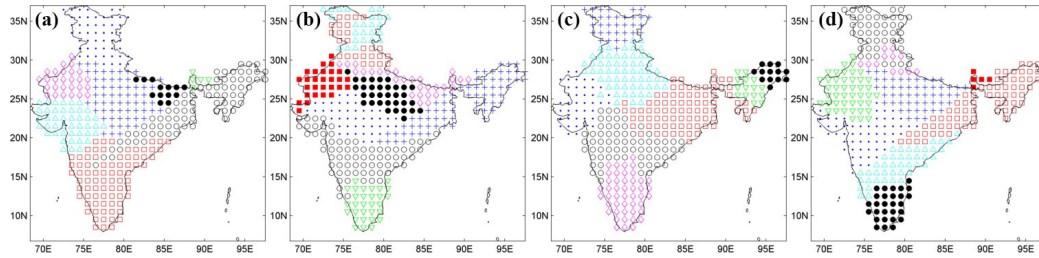 (a) (b) (c) (d)
35N 35N 35N 35N
30N 30N 30N 30N
25N 25N 25N 25N
20N 20N 20N 20N
15N 15N 15N 15N
10N 10N 10N 10N
70E 75E 80E 85E 90E 95E 70E 75E 80E 85E 90E 95E 70E 75E 80E 85E 90E 95E 70E 75E 80E 85E 90E 95E